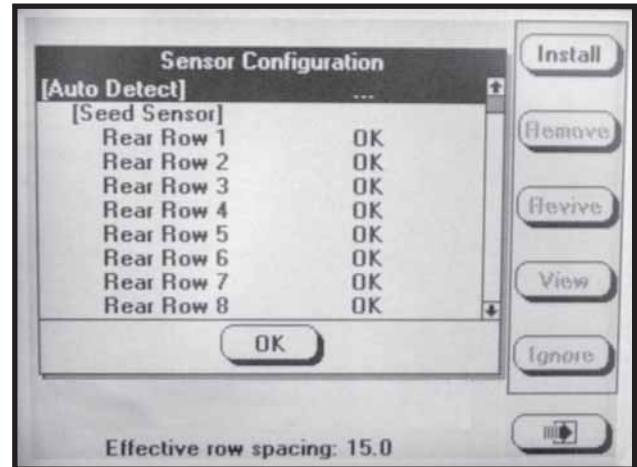 Sensor Configuration
[Auto Detect] ---
[Seed Sensor]
Rear Row 1 OK
Rear Row 2 OK
Rear Row 3 OK
Rear Row 4 OK
Rear Row 5 OK
Rear Row 6 OK
Rear Row 7 OK
Rear Row 8 OK
OK
Effective row spacing: 15.0
Install
Remove
Revive
View
Ignore